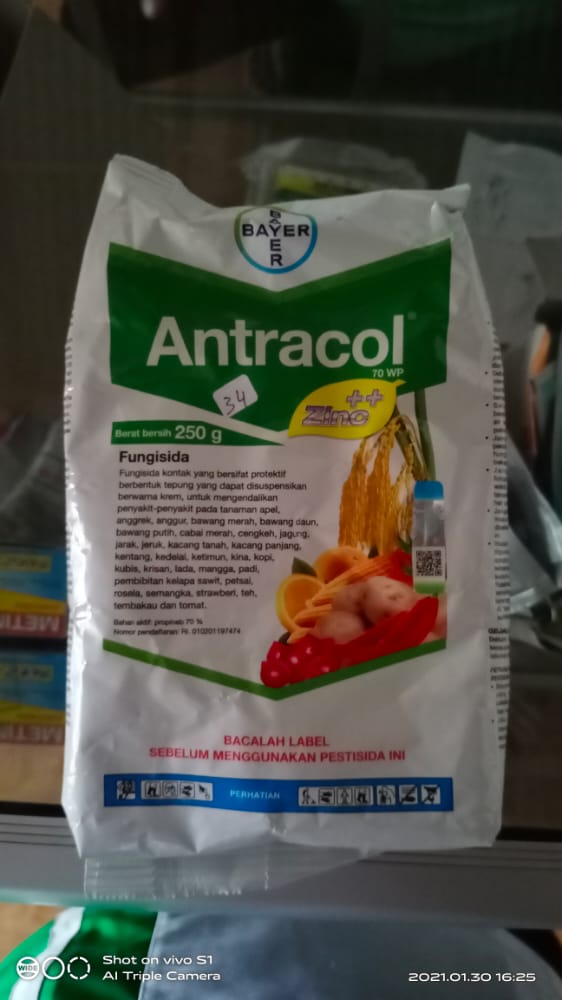 BAYER
BAYER
Antracol
70 WP
34
Zinc++
Berat bersih 250 g
Fungisida
Fungisida kontak yang bersifat protektif
berbentuk tepung yang dapat disuspensikan
berwarna krem, untuk mengendalikan
penyakit-penyakit pada tanaman apel,
anggrek, anggur, bawang merah, bawang daun,
bawang putih, cabai merah, cengkeh, jagung,
jarak, jeruk, kacang tanah, kacang panjang,
kentang, kedelai, ketimun, kina, kopi,
kubis, krisan, lada, mangga, padi,
pembibitan kelapa sawit, petsai,
rosela, semangka, strawberi, teh,
tembakau dan tomat.
Bahan aktif: propineb 70 %
Nomor pendaftaran: RI. 010201197474
BACALAH LABEL
SEBELUM MENGGUNAKAN PESTISIDA INI
PERHATIAN
METIN
Shot on vivo S1
AI Triple Camera
WIDE
2021.01.30 16:25